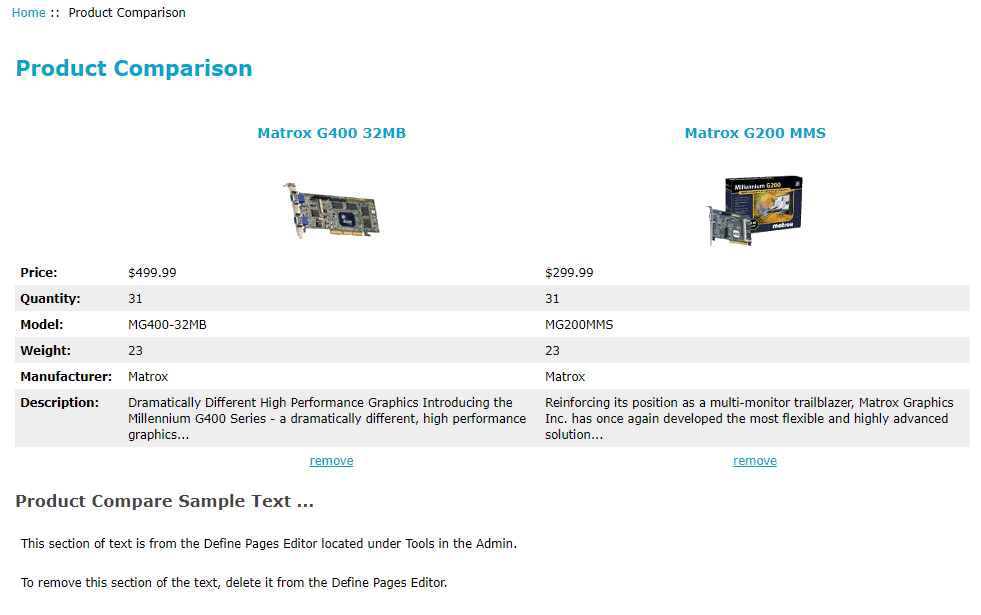 Home :: Product Comparison
Product Comparison
Matrox G400 32MB Matrox G200 MMS
Millennium G200
matrox
Price: $499.99 $299.99
Quantity: 31 31
Model: MG400-32MB MG200MMS
Weight: 23 23
Manufacturer: Matrox Matrox
Description: Dramatically Different High Performance Graphics Introducing the Reinforcing its position as a multi-monitor trailblazer, Matrox Graphics
Millennium G400 Series - a dramatically different, high performance Inc. has once again developed the most flexible and highly advanced
graphics... solution...
remove remove
Product Compare Sample Text ...
This section of text is from the Define Pages Editor located under Tools in the Admin.
To remove this section of the text, delete it from the Define Pages Editor.